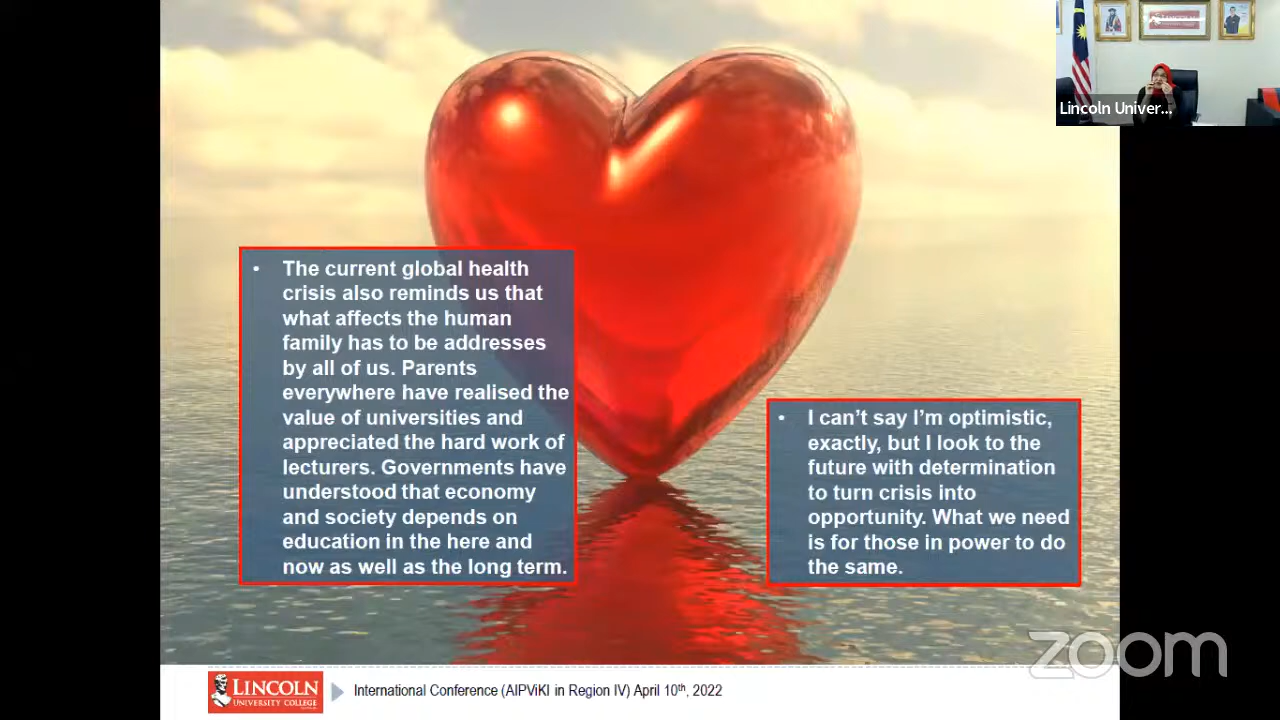 Lincoln Univer...
• The current global health
crisis also reminds us that
what affects the human
family has to be addresses
by all of us. Parents
everywhere have realised the
value of universities and
appreciated the hard work of
lecturers. Governments have
understood that economy
and society depends on
education in the here and
now as well as the long term.
• I can’t say I’m optimistic,
exactly, but I look to the
future with determination
to turn crisis into
opportunity. What we need
is for those in power to do
the same.
zoom
LINCOLN
UNIVERSITY COLLEGE
International Conference (AIPViKI in Region IV) April 10th, 2022